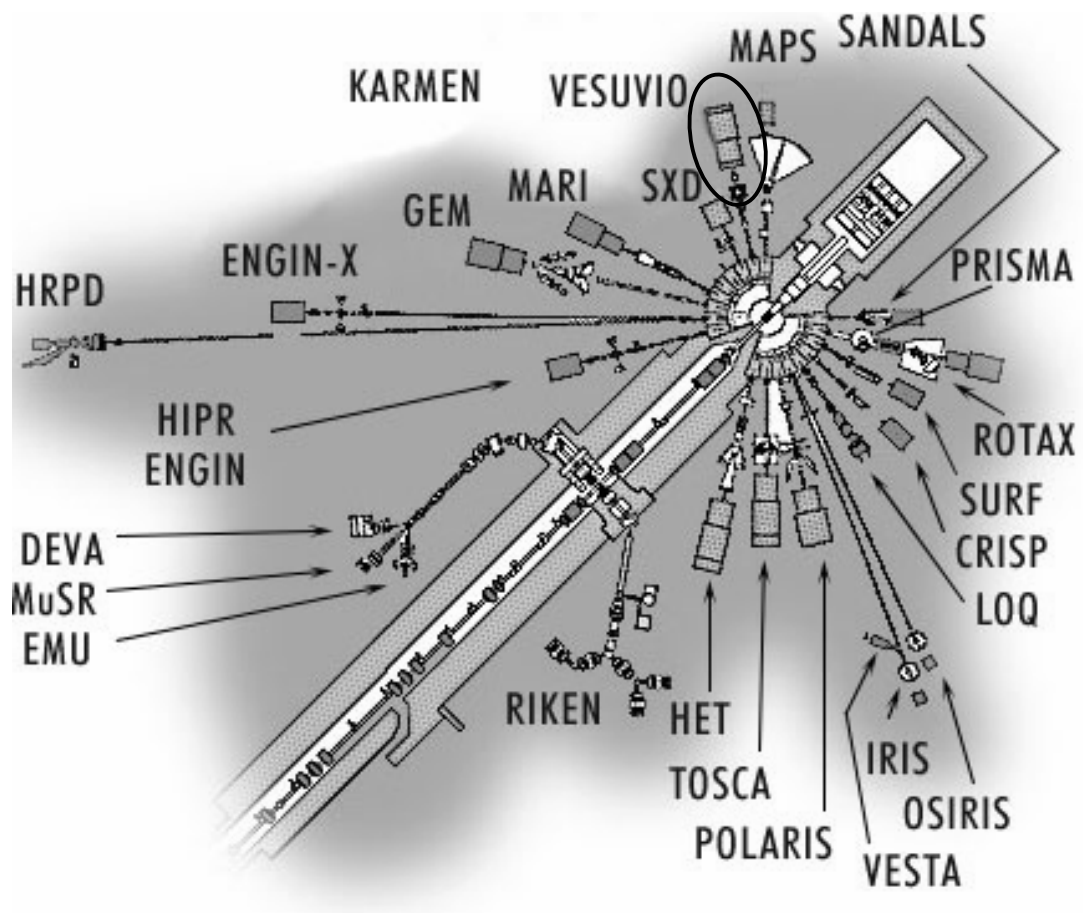 SANDALS
MAPS
KARMEN
VESUVIO
MARI
SXD
GEM
ENGIN-X
PRISMA
HRPD
HIPR
ENGIN
ROTAX
SURF
DEVA
CRISP
MuSR
LOQ
EMU
RIKEN
HET
IRIS
TOSCA
OSIRIS
POLARIS
VESTA